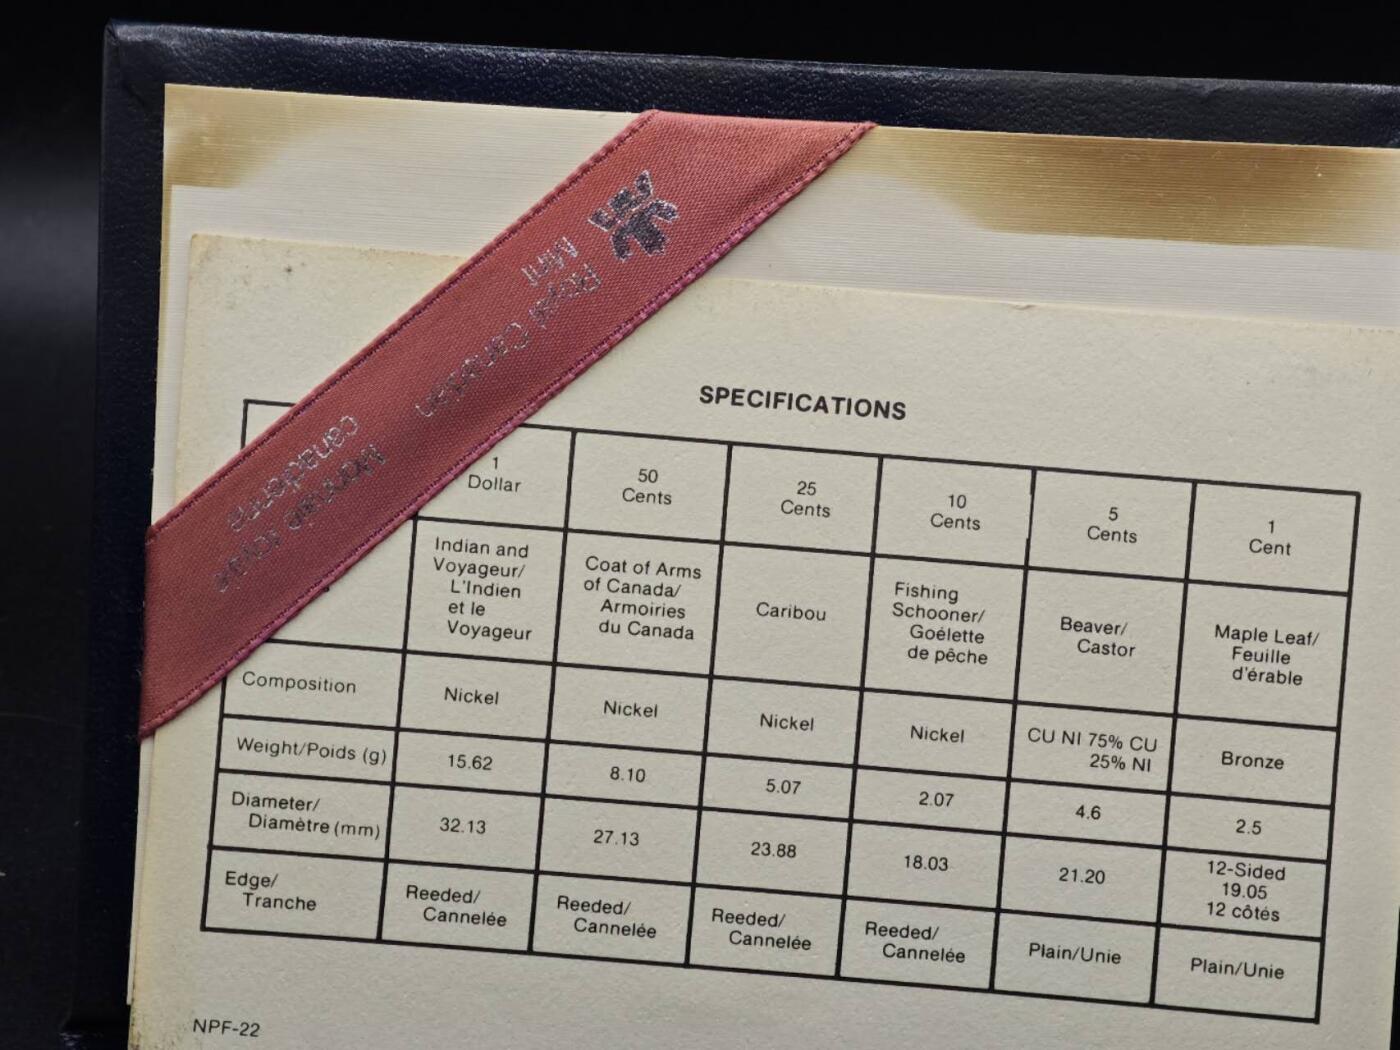 Royal Canadian
Mint
Monnaie royale
canadienne
SPECIFICATIONS
1
Dollar
50
Cents
25
Cents
10
Cents
5
Cents
1
Cent
Indian and
Voyageur/
L'Indien
et le
Voyageur
Coat of Arms
of Canada/
Armoiries
du Canada
Caribou
Fishing
Schooner/
Goélette
de pêche
Beaver/
Castor
Maple Leaf/
Feuille
d'érable
Composition
Nickel
Nickel
Nickel
Nickel
CU NI 75% CU
25% NI
Bronze
Weight/Poids (g)
15.62
8.10
5.07
2.07
4.6
2.5
Diameter/
Diamètre (mm)
32.13
27.13
23.88
18.03
21.20
12-Sided
19.05
12 côtés
Edge/
Tranche
Reeded/
Cannelée
Reeded/
Cannelée
Reeded/
Cannelée
Reeded/
Cannelée
Plain/Unie
Plain/Unie
NPF-22